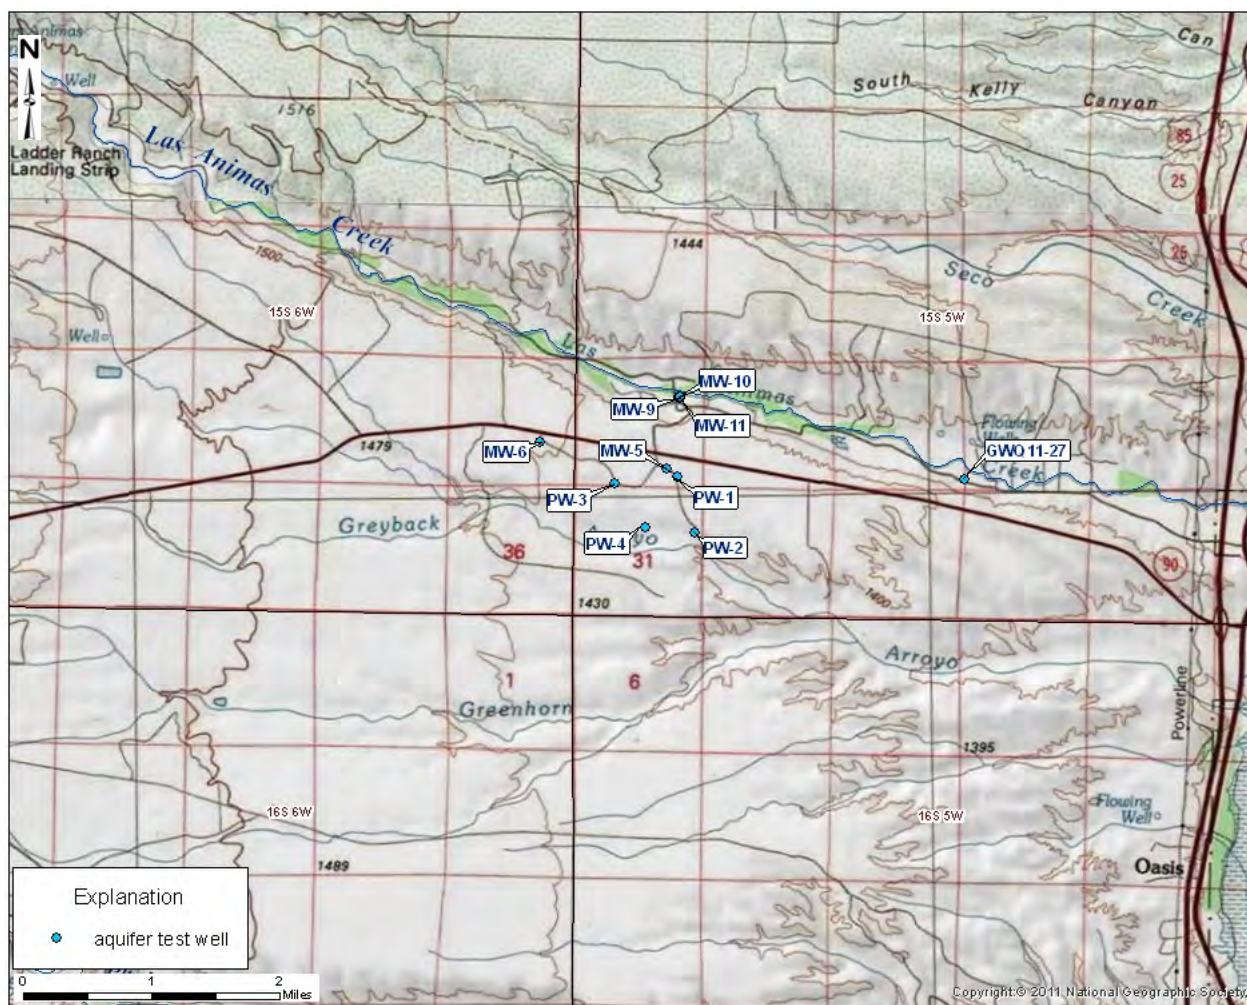 Animas
N
Well
1516
Las Animas
Creek
Ladder Ranch
Landing Strip
South Kelly Canyon
Can
85
25
1444
25
Seco
Creek
1500
15S 6W
15S 5W
Well
Las
MW-10
MW-9
MW-11
Flowing
1479
MW-6
MW-5
GWQ 11-27
Creek
PW-3
PW-1
Greyback
PW-4
PW-2
36
31
90
1430
1400
Arroyo
1
6
Greenhorn
Powerline
1395
16S 6W
16S 5W
Flowing
Well
1489
Oasis
Explanation
aquifer test well
0 1 2
Miles
Copyright:© 2011 National Geographic Society